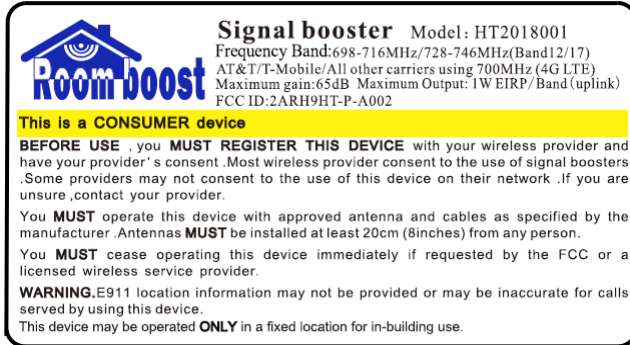 Room boost
Signal booster Model: HT2018001
Frequency Band:698-716MHz/728-746MHz(Band12/17)
AT&T/T-Mobile/All other carriers using 700MHz (4G LTE)
Maximum gain:65dB Maximum Output: 1W EIRP/Band(uplink)
FCC ID:2ARH9HT-P-A002
This is a CONSUMER device
BEFORE USE , you MUST REGISTER THIS DEVICE with your wireless provider and
have your provider's consent .Most wireless provider consent to the use of signal boosters
.Some providers may not consent to the use of this device on their network .If you are
unsure ,contact your provider.
You MUST operate this device with approved antenna and cables as specified by the
manufacturer .Antennas MUST be installed at least 20cm (8inches) from any person.
You MUST cease operating this device immediately if requested by the FCC or a
licensed wireless service provider.
WARNING.E911 location information may not be provided or may be inaccurate for calls
served by using this device.
This device may be operated ONLY in a fixed location for in-building use.